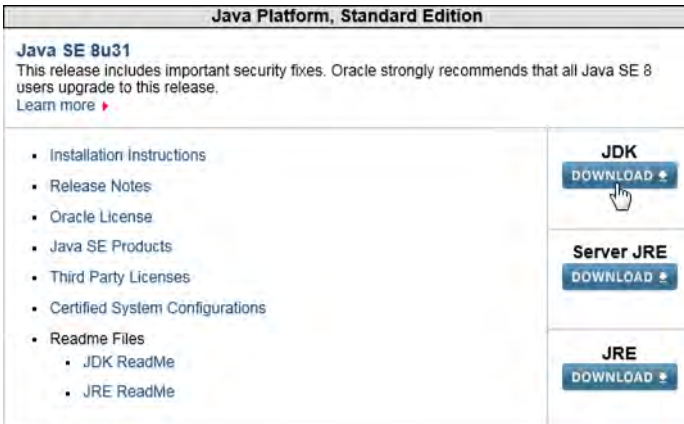 Java Platform, Standard Edition
Java SE 8u31
This release includes important security fixes. Oracle strongly recommends that all Java SE 8
users upgrade to this release.
Learn more
Installation Instructions
Release Notes
Oracle License
Java SE Products
Third Party Licenses
Certified System Configurations
Readme Files
JDK ReadMe
JRE ReadMe
JDK
DOWNLOAD
Server JRE
DOWNLOAD
JRE
DOWNLOAD